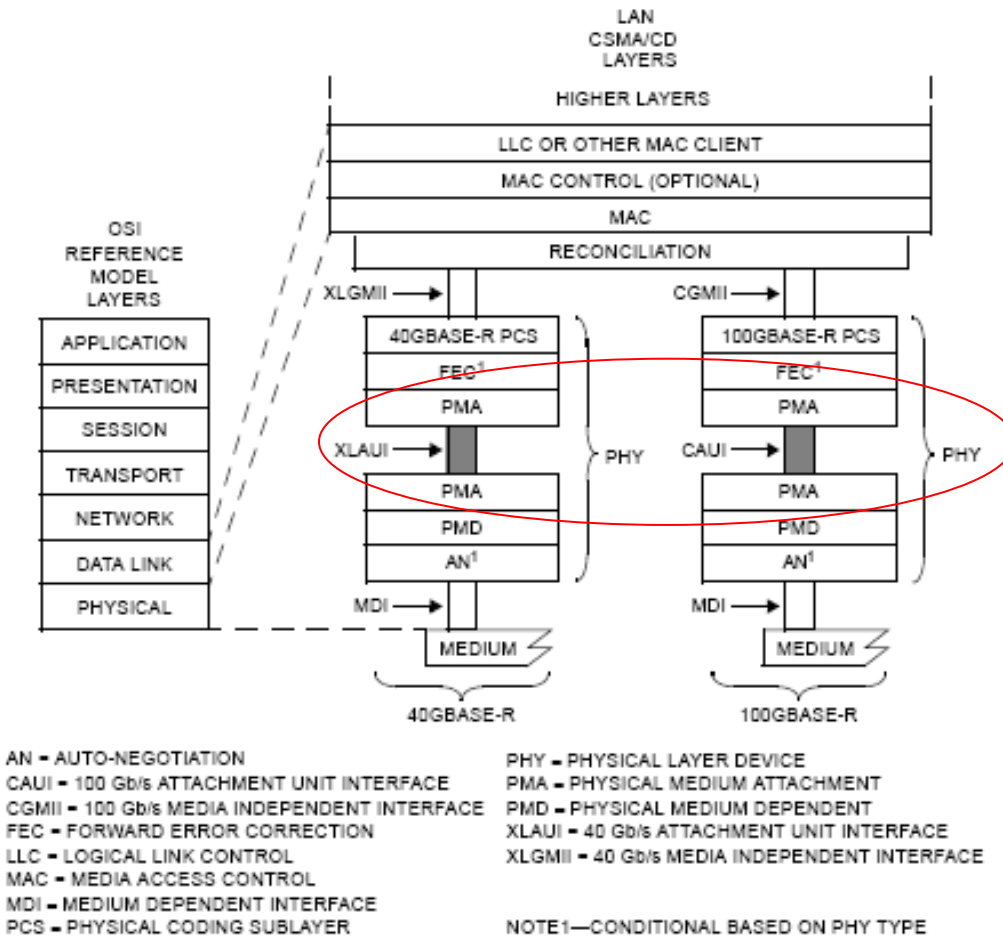 LAN
CSMA/CD
LAYERS
HIGHER LAYERS
LLC OR OTHER MAC CLIENT
MAC CONTROL (OPTIONAL)
MAC
RECONCILIATION
OSI
REFERENCE
MODEL
LAYERS
APPLICATION
PRESENTATION
SESSION
TRANSPORT
NETWORK
DATA LINK
PHYSICAL
XLGMII
40GBASE-R PCS
FEC1
PMA
XLAUI
PMA
PMD
AN1
MDI
MEDIUM
PHY
40GBASE-R
CGMII
100GBASE-R PCS
FEC1
PMA
CAUI
PMA
PMD
AN1
MDI
MEDIUM
PHY
100GBASE-R
AN = AUTO-NEGOTIATION
CAUI = 100 Gb/s ATTACHMENT UNIT INTERFACE
CGMII = 100 Gb/s MEDIA INDEPENDENT INTERFACE
FEC = FORWARD ERROR CORRECTION
LLC = LOGICAL LINK CONTROL
MAC = MEDIA ACCESS CONTROL
MDI = MEDIUM DEPENDENT INTERFACE
PCS = PHYSICAL CODING SUBLAYER
PHY = PHYSICAL LAYER DEVICE
PMA = PHYSICAL MEDIUM ATTACHMENT
PMD = PHYSICAL MEDIUM DEPENDENT
XLAUI = 40 Gb/s ATTACHMENT UNIT INTERFACE
XLGMII = 40 Gb/s MEDIA INDEPENDENT INTERFACE
NOTE1—CONDITIONAL BASED ON PHY TYPE